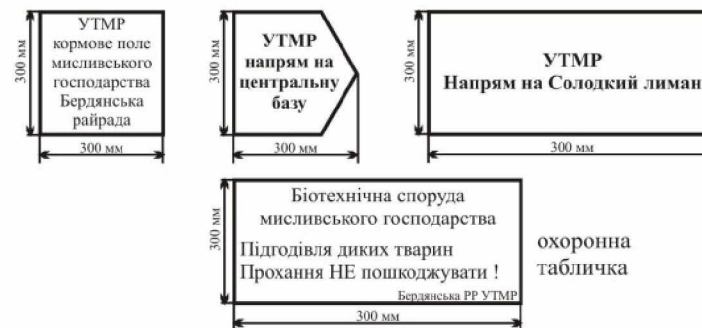 УТМР
кормове поле
мисливського
господарства
Бердянська
райрада
300 мм
300 мм
УТМР
напрям на
центральну
базу
300 мм
300 мм
УТМР
Напрям на Солодкий лиман
300 мм
300 мм
Біотехнічна споруда
мисливського господарства
Підгодівля диких тварин
Прохання НЕ пошкоджувати !
Бердянська РР УТМР
300 мм
300 мм
охоронна
табличка